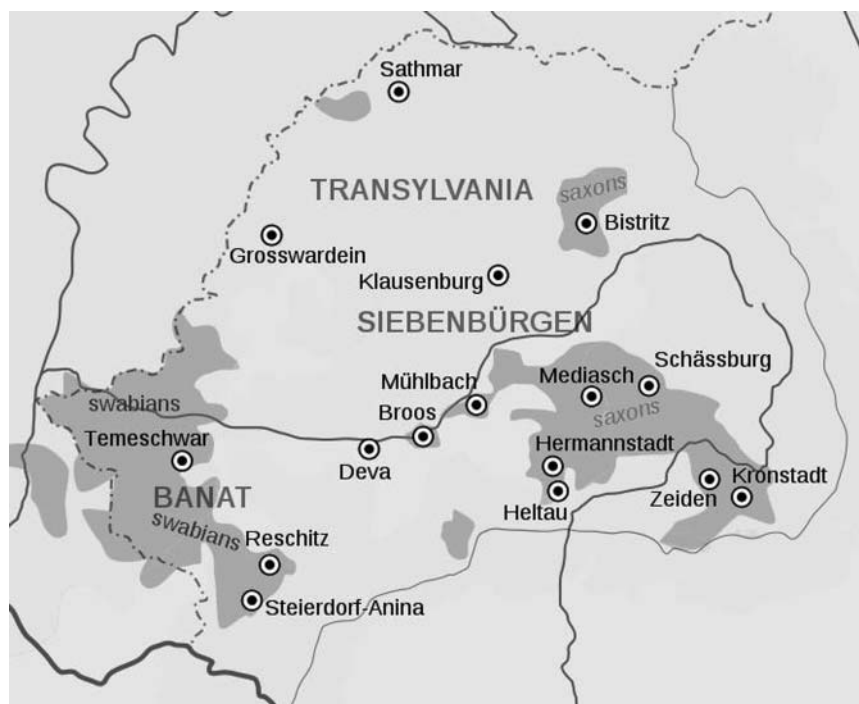 Sathmar
TRANSYLVANIA
saxons
Bistritz
Grosswardein
Klausenburg
SIEBENBÜRGEN
Schässburg
Mühlbach
Mediasch
swabians
Broos
saxons
Temeschwar
Hermannstadt
Deva
Kronstadt
BANAT
Zeiden
Heltau
swabians
Reschitz
Steierdorf-Anina